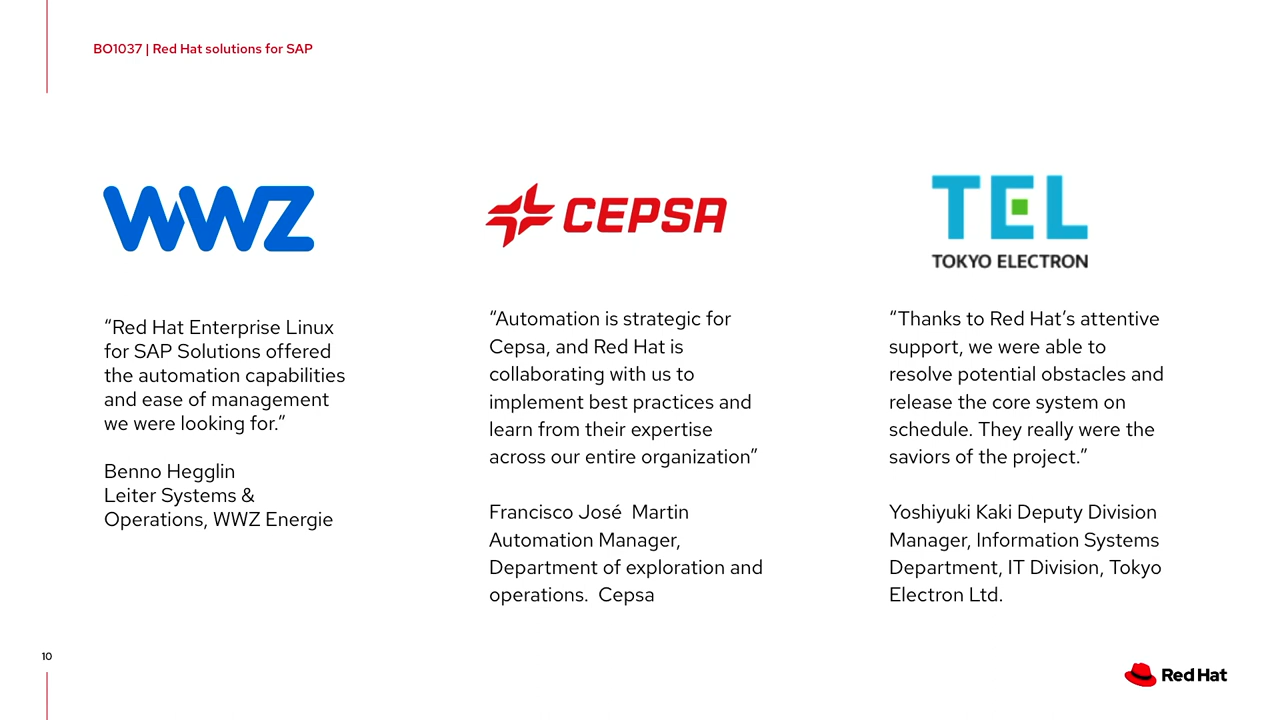 BO1037 | Red Hat solutions for SAP
WWZ
CEPSA
TEL
TOKYO ELECTRON
“Red Hat Enterprise Linux
for SAP Solutions offered
the automation capabilities
and ease of management
we were looking for.”
Benno Hegglin
Leiter Systems &
Operations, WWZ Energie
“Automation is strategic for
Cepsa, and Red Hat is
collaborating with us to
implement best practices and
learn from their expertise
across our entire organization”
Francisco José  Martin
Automation Manager,
Department of exploration and
operations.  Cepsa
“Thanks to Red Hat’s attentive
support, we were able to
resolve potential obstacles and
release the core system on
schedule. They really were the
saviors of the project.”
Yoshiyuki Kaki Deputy Division
Manager, Information Systems
Department, IT Division, Tokyo
Electron Ltd.
10
Red Hat